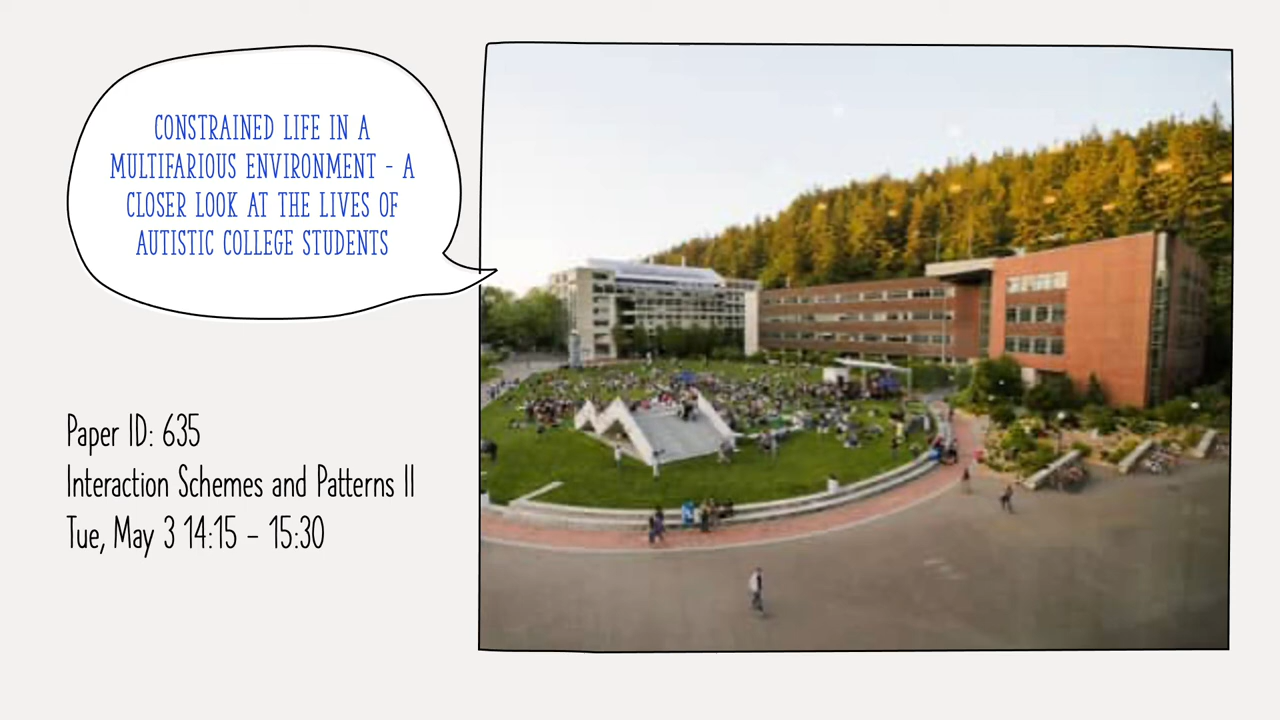 CONSTRAINED LIFE IN A
MULTIFARIOUS ENVIRONMENT - A
CLOSER LOOK AT THE LIVES OF
AUTISTIC COLLEGE STUDENTS
Paper ID: 635
Interaction Schemes and Patterns II
Tue, May 3 14:15 – 15:30